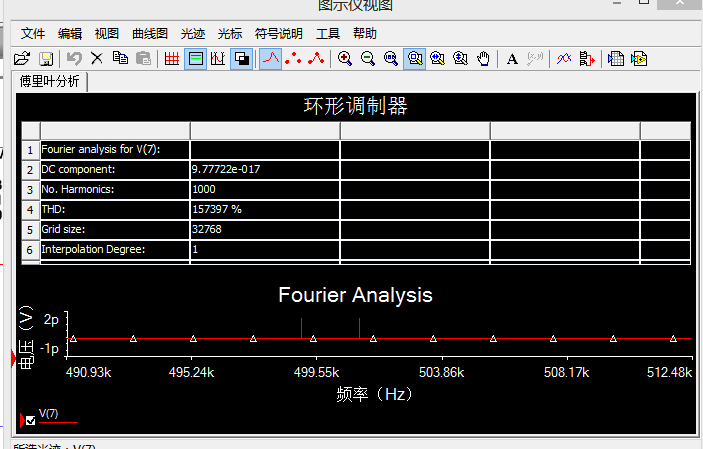 图示仪视图
文件 编辑 视图 曲线图 光迹 光标 符号说明 工具 帮助
傅里叶分析
环形调制器
1 Fourier analysis for V(7):
2 DC component: 9.77722e-017
3 No. Harmonics: 1000
4 THD: 157397 %
5 Grid size: 32768
6 Interpolation Degree: 1
Fourier Analysis
电压 (V)
2p
-1p
490.93k 495.24k 499.55k 503.86k 508.17k 512.48k
频率 (Hz)
V(7)
所选光迹:V(7)